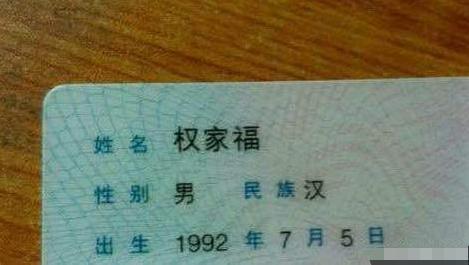 姓名 权家福
性别 男 民族 汉
出生 1992 年 7 月 5 日